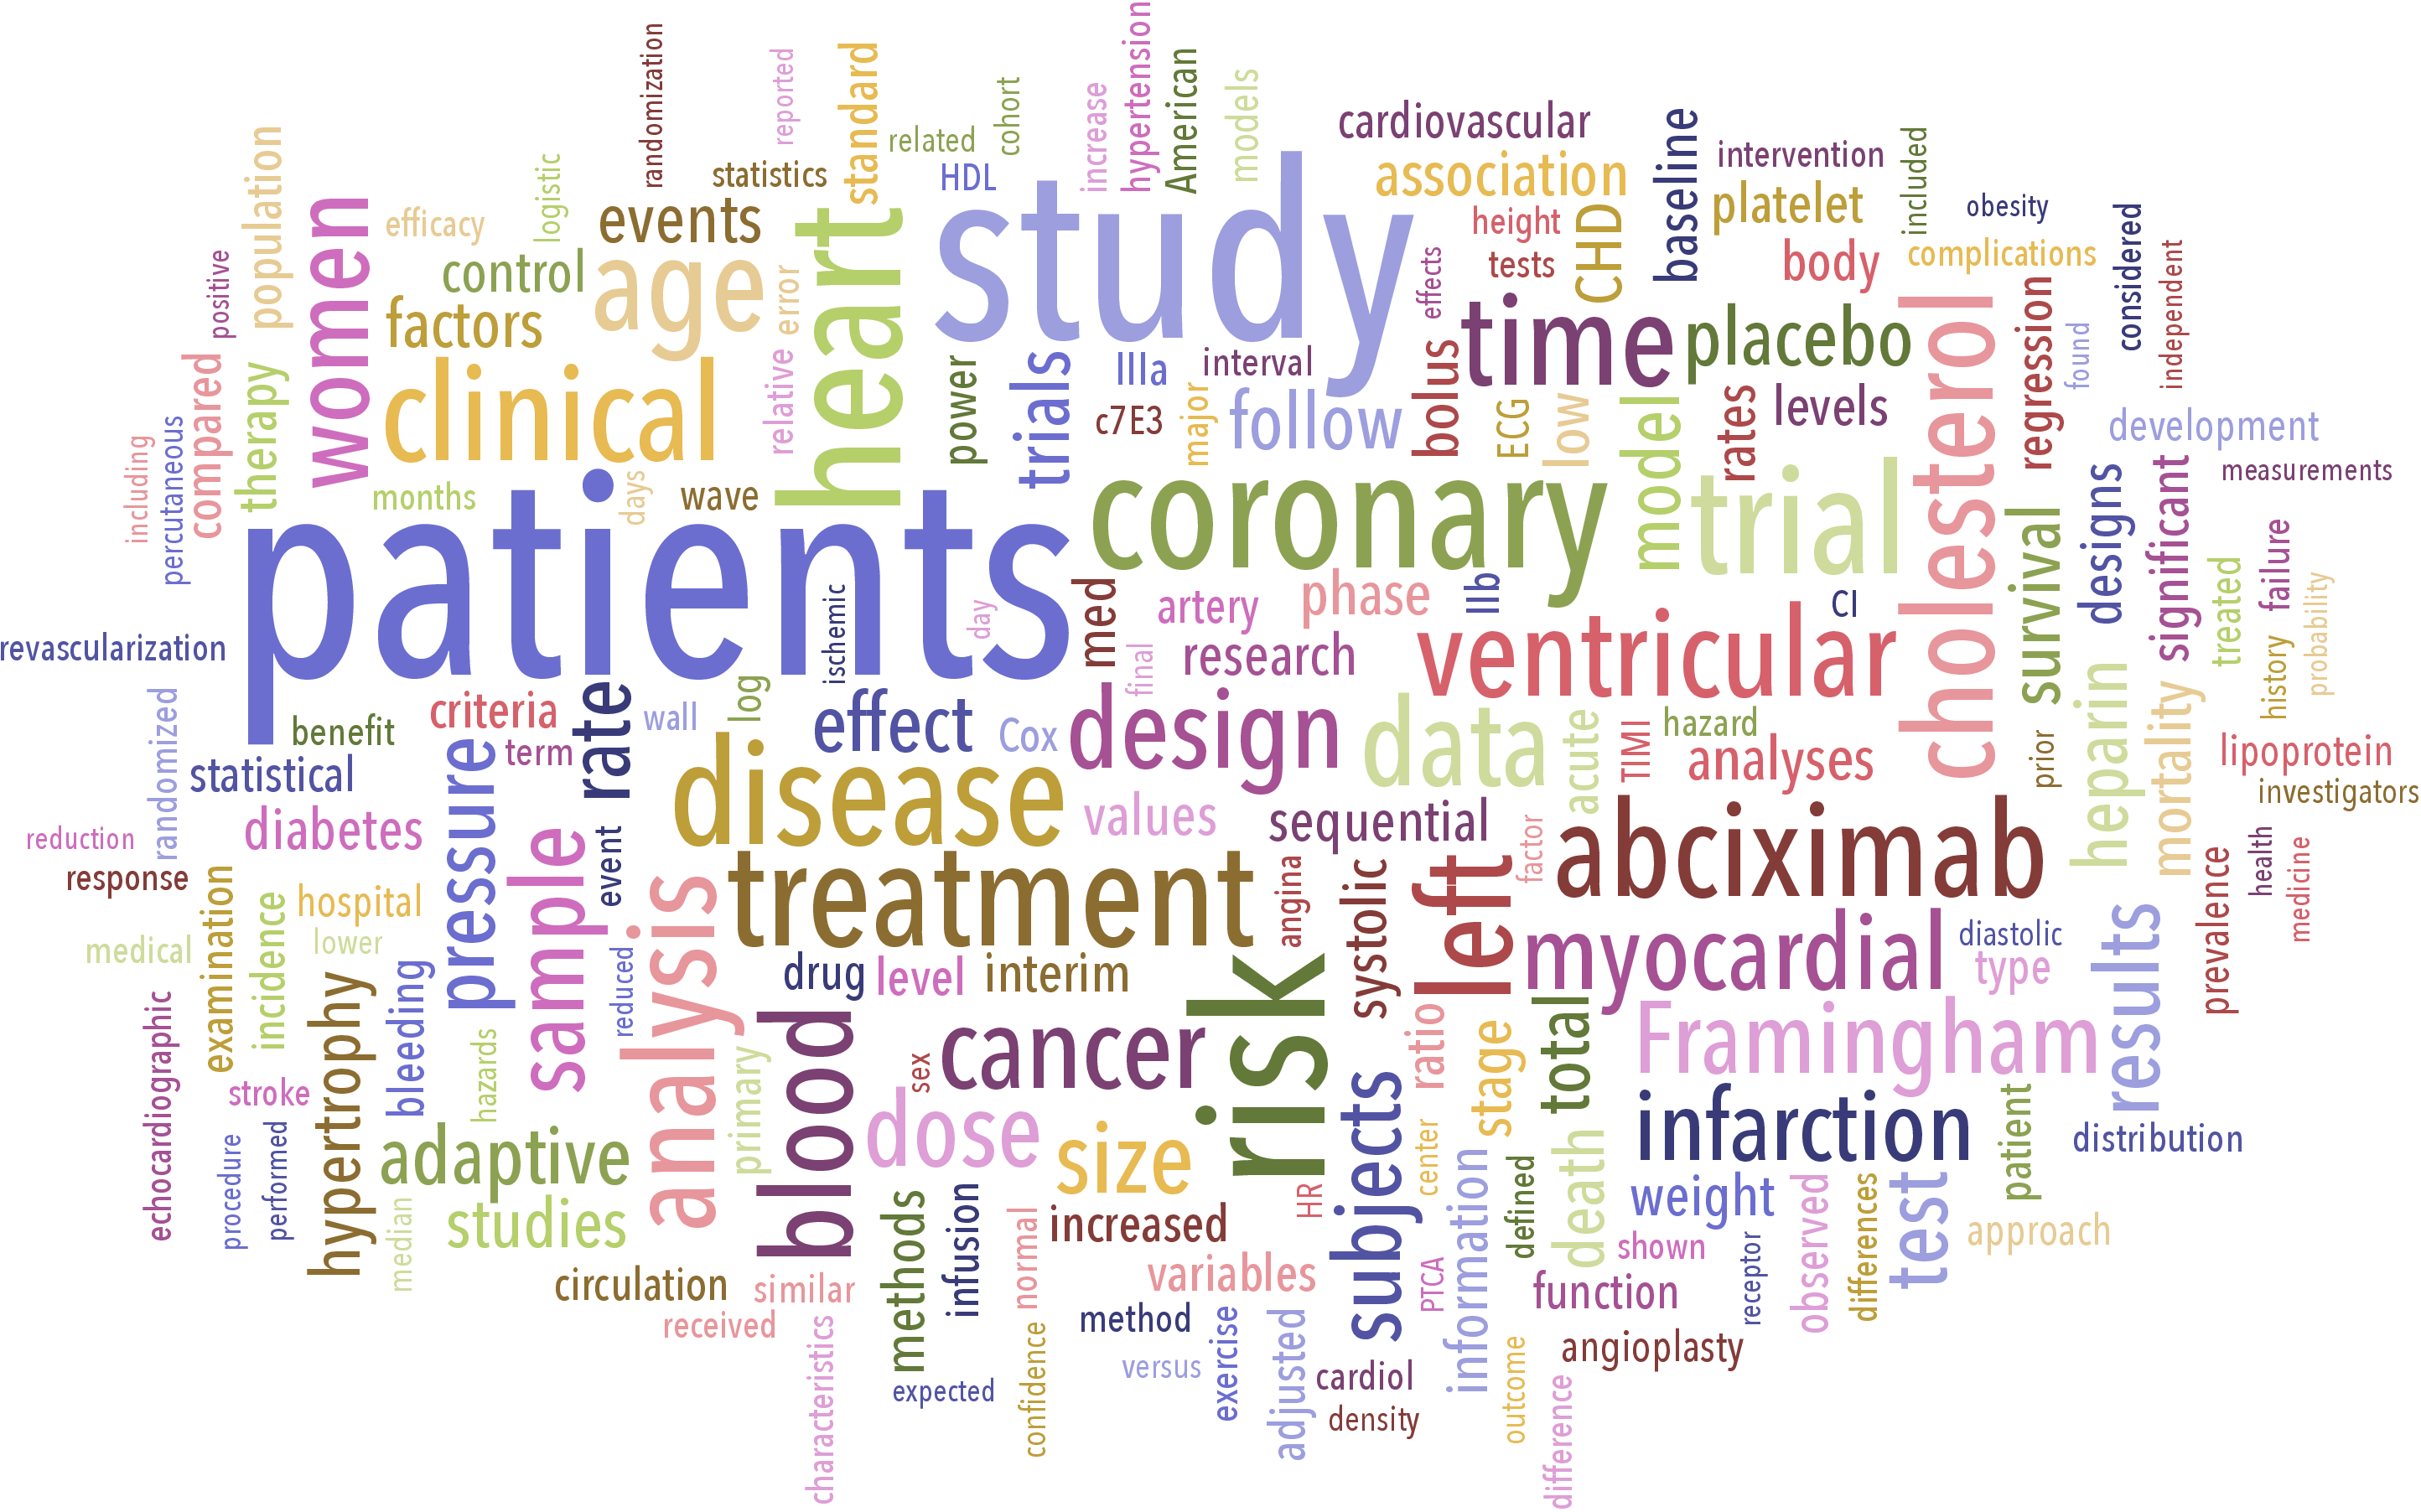 randomization
reported
standard
related
cohort
HDL
increase
hypertension
American
models
cardiovascular
association
baseline
intervention
included
platelet
obesity
considered
population
women
efficacy
logistic
statistics
events
heart
study
height
tests
CHD
body
complications
independent
positive
control
age
error
effects
factors
time
placebo
cholesterol
regression
found
compared
therapy
clinical
relative
power
trials
IIIa
interval
c7E3
major
follow
bolus
ECG
low
model
rates
levels
development
including
percutaneous
months
days
wave
patients
coronary
trial
survival
designs
significant
measurements
failure
treated
probability
history
revascularization
ischemic
day
med
artery
phase
IIb
CI
research
final
ventricular
randomized
benefit
criteria
rate
wall
log
effect
Cox
design
data
acute
TIMI
hazard
analyses
prior
heparin
mortality
lipoprotein
investigators
statistical
term
pressure
disease
values
sequential
reduction
diabetes
sample
event
treatment
angina
systolic
left
factor
abciximab
health
medicine
prevalence
response
examination
incidence
hospital
lower
medical
bleeding
hypertrophy
reduced
analysis
drug
level
interim
risk
myocardial
diastolic
type
results
echocardiographic
stroke
hazards
primary
blood
sex
cancer
ratio
stage
total
Framingham
procedure
performed
adaptive
dose
size
subjects
center
information
defined
death
infarction
patient
distribution
median
studies
methods
infusion
normal
increased
HR
PTCA
weight
shown
receptor
observed
differences
test
approach
circulation
similar
received
variables
function
characteristics
expected
confidence
method
versus
exercise
adjusted
cardiol
density
outcome
difference
angioplasty